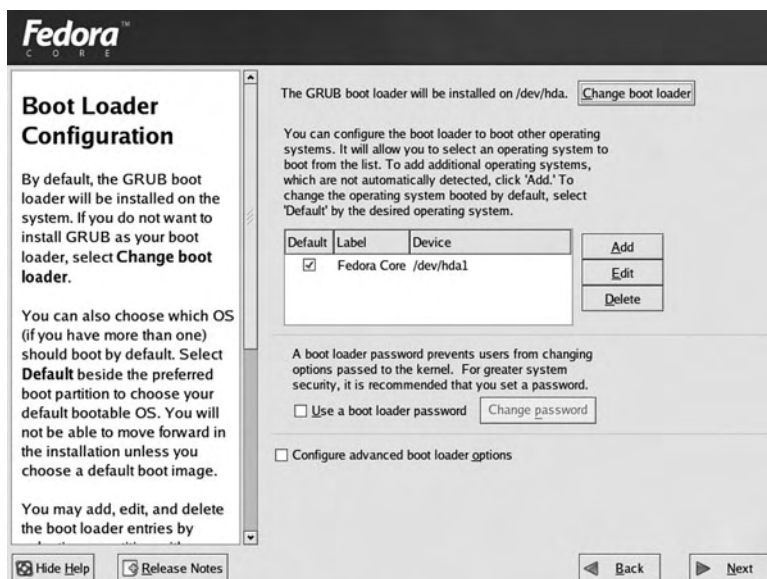 Fedora™
CORE
Boot Loader
Configuration
By default, the GRUB boot
loader will be installed on the
system. If you do not want to
install GRUB as your boot
loader, select Change boot
loader.
You can also choose which OS
(if you have more than one)
should boot by default. Select
Default beside the preferred
boot partition to choose your
default bootable OS. You will
not be able to move forward in
the installation unless you
choose a default boot image.
You may add, edit, and delete
the boot loader entries by
The GRUB boot loader will be installed on /dev/hda. Change boot loader
You can configure the boot loader to boot other operating
systems. It will allow you to select an operating system to
boot from the list. To add additional operating systems,
which are not automatically detected, click 'Add.' To
change the operating system booted by default, select
'Default' by the desired operating system.
Default Label Device
Fedora Core /dev/hda1
Add
Edit
Delete
A boot loader password prevents users from changing
options passed to the kernel. For greater system
security, it is recommended that you set a password.
Use a boot loader password Change password
Configure advanced boot loader options
Hide Help Release Notes Back Next